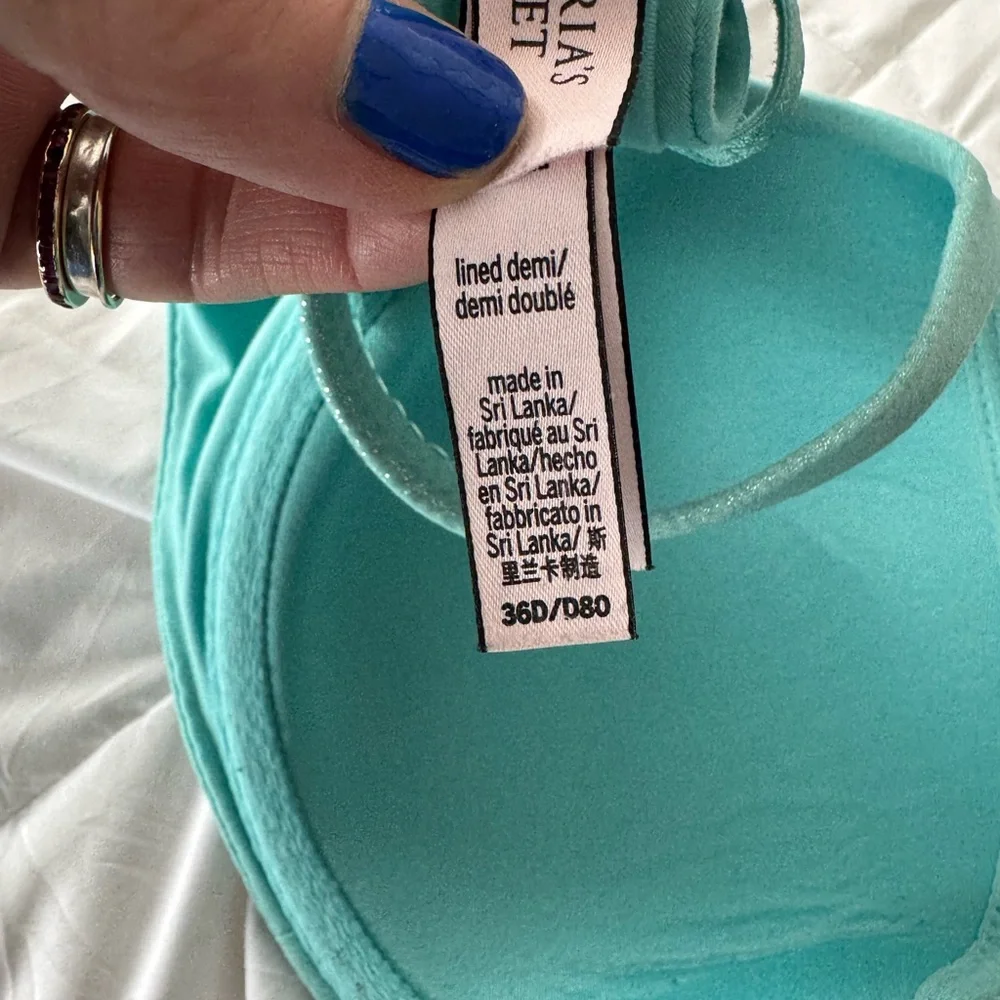 RIA'S
ET
lined demi/
demi doublé
made in
Sri Lanka/
fabriqué au Sri
Lanka/hecho
en Sri Lanka/
fabbricato in
Sri Lanka/ 斯
里兰卡制造
36D/D80